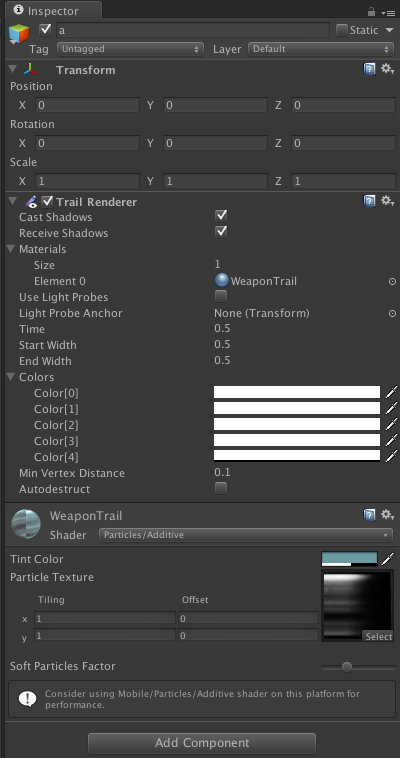 Inspector
a
Static
Tag Untagged Layer Default
Transform
Position
X 0 Y 0 Z 0
Rotation
X 0 Y 0 Z 0
Scale
X 1 Y 1 Z 1
Trail Renderer
Cast Shadows
Receive Shadows
Materials
Size 1
Element 0 WeaponTrail
Use Light Probes
Light Probe Anchor None (Transform)
Time 0.5
Start Width 0.5
End Width 0.5
Colors
Color[0]
Color[1]
Color[2]
Color[3]
Color[4]
Min Vertex Distance 0.1
Autodestruct
WeaponTrail
Shader Particles/Additive
Tint Color
Particle Texture
Tiling Offset
x 1 0
y 1 0
Select
Soft Particles Factor
Consider using Mobile/Particles/Additive shader on this platform for
performance.
Add Component